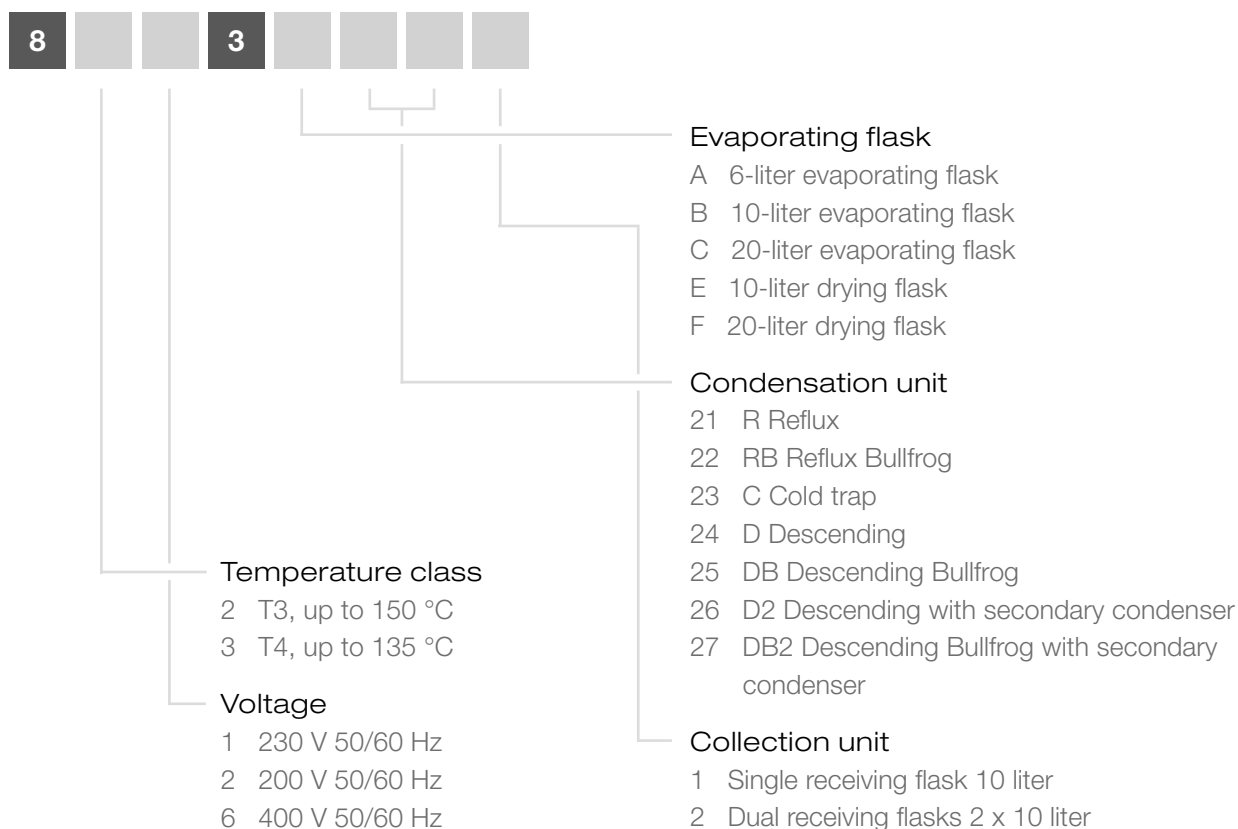 8 3
Evaporating flask
A 6-liter evaporating flask
B 10-liter evaporating flask
C 20-liter evaporating flask
E 10-liter drying flask
F 20-liter drying flask
Condensation unit
21 R Reflux
22 RB Reflux Bullfrog
23 C Cold trap
24 D Descending
25 DB Descending Bullfrog
26 D2 Descending with secondary condenser
27 DB2 Descending Bullfrog with secondary
condenser
Temperature class
2 T3, up to 150 °C
3 T4, up to 135 °C
Voltage
1 230 V 50/60 Hz
2 200 V 50/60 Hz
6 400 V 50/60 Hz
Collection unit
1 Single receiving flask 10 liter
2 Dual receiving flasks 2 x 10 liter